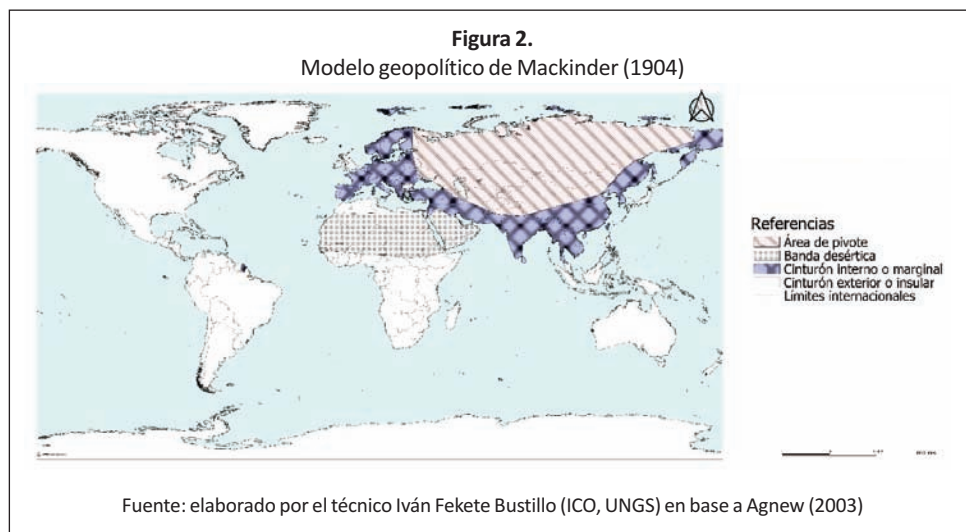 Figura 2.
Modelo geopolítico de Mackinder (1904)
Referencias
Área de pivote
Banda desértica
Cinturón interno o marginal
Cinturón exterior o insular
Límites internacionales
Fuente: elaborado por el técnico Iván Fekete Bustillo (ICO, UNGS) en base a Agnew (2003)